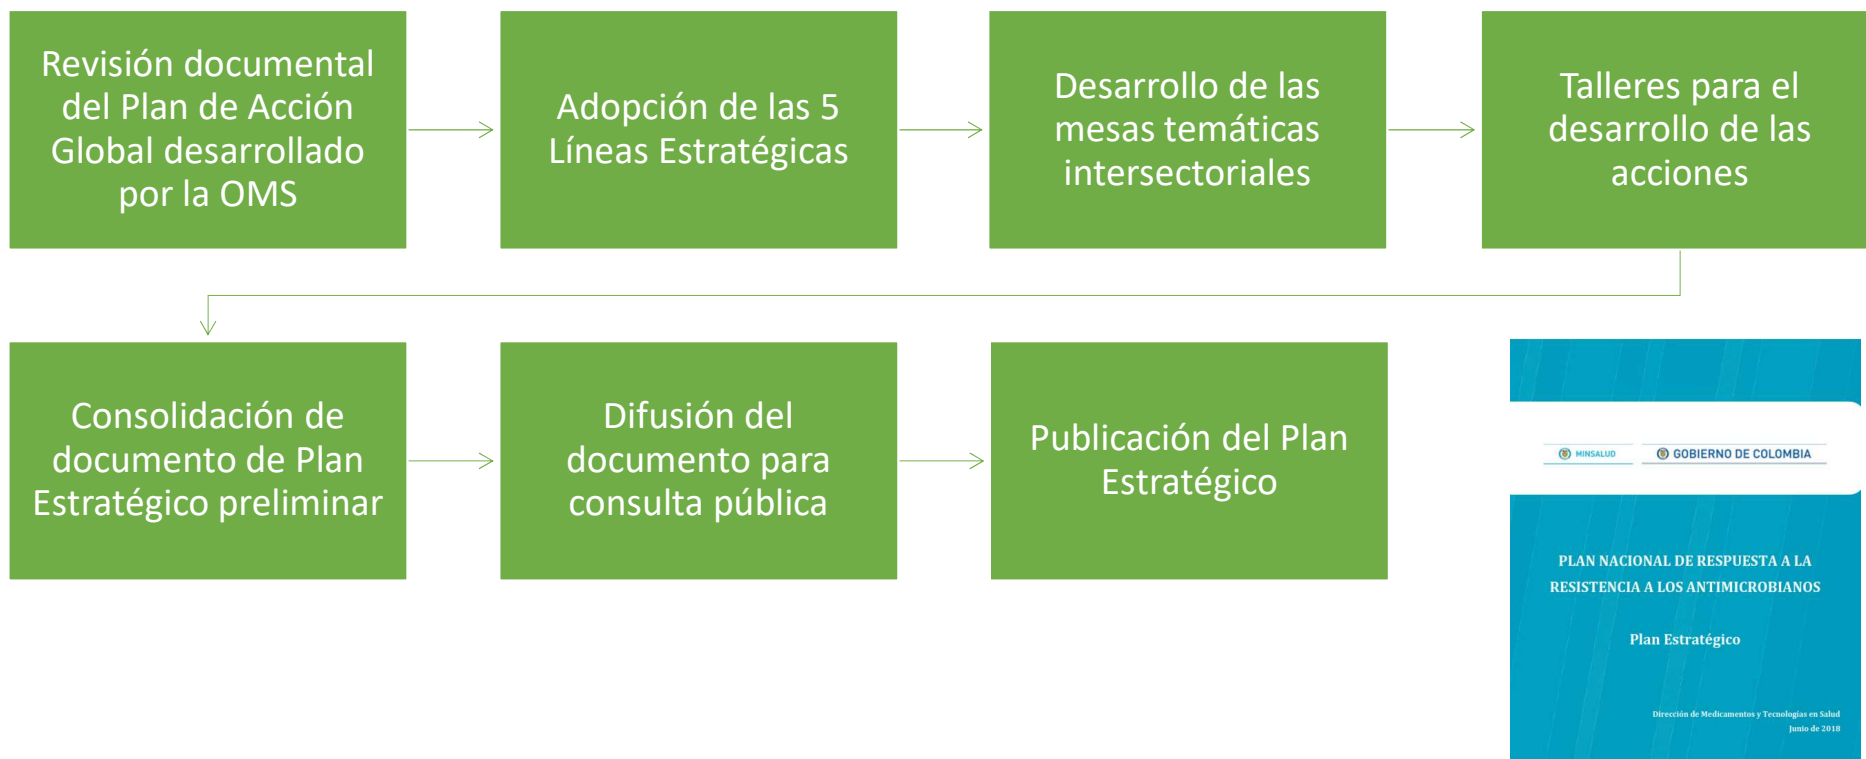 Revisión documental
del Plan de Acción
Global desarrollado
por la OMS
Adopción de las 5
Líneas Estratégicas
Desarrollo de las
mesas temáticas
intersectoriales
Talleres para el
desarrollo de las
acciones
Consolidación de
documento de Plan
Estratégico preliminar
Difusión del
documento para
consulta pública
Publicación del Plan
Estratégico
MINSALUD
GOBIERNO DE COLOMBIA
PLAN NACIONAL DE RESPUESTA A LA
RESISTENCIA A LOS ANTIMICROBIANOS
Plan Estratégico
Dirección de Medicamentos y Tecnologías en Salud
Junio de 2018